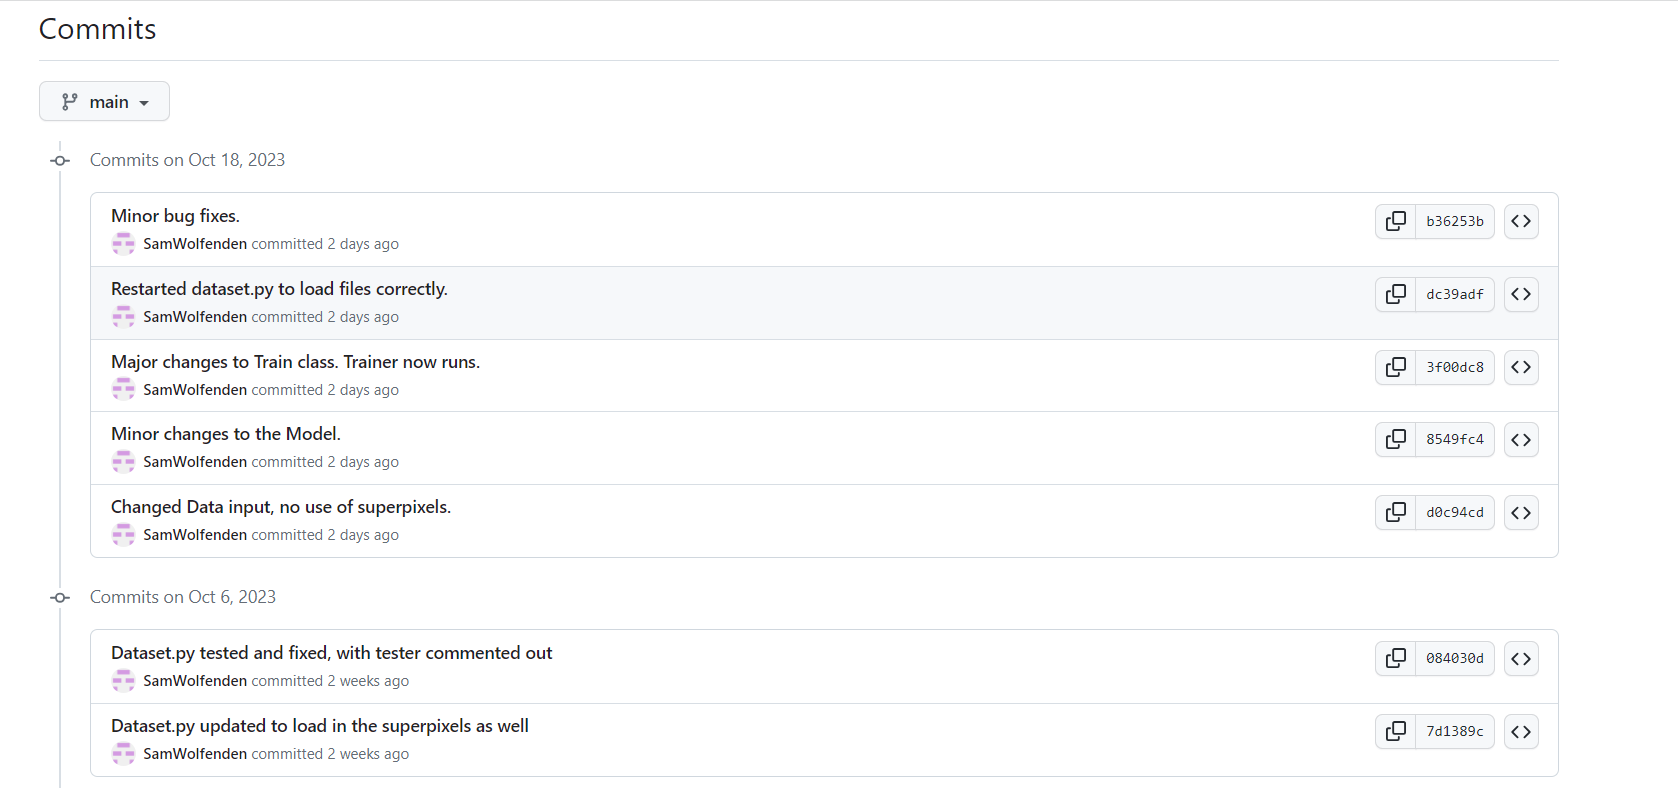 Commits
main
Commits on Oct 18, 2023
Minor bug fixes.
b36253b
SamWolfenden committed 2 days ago
Restarted dataset.py to load files correctly.
dc39adf
SamWolfenden committed 2 days ago
Major changes to Train class. Trainer now runs.
3f00dc8
SamWolfenden committed 2 days ago
Minor changes to the Model.
8549fc4
SamWolfenden committed 2 days ago
Changed Data input, no use of superpixels.
d0c94cd
SamWolfenden committed 2 days ago
Commits on Oct 6, 2023
Dataset.py tested and fixed, with tester commented out
084030d
SamWolfenden committed 2 weeks ago
Dataset.py updated to load in the superpixels as well
7d1389c
SamWolfenden committed 2 weeks ago